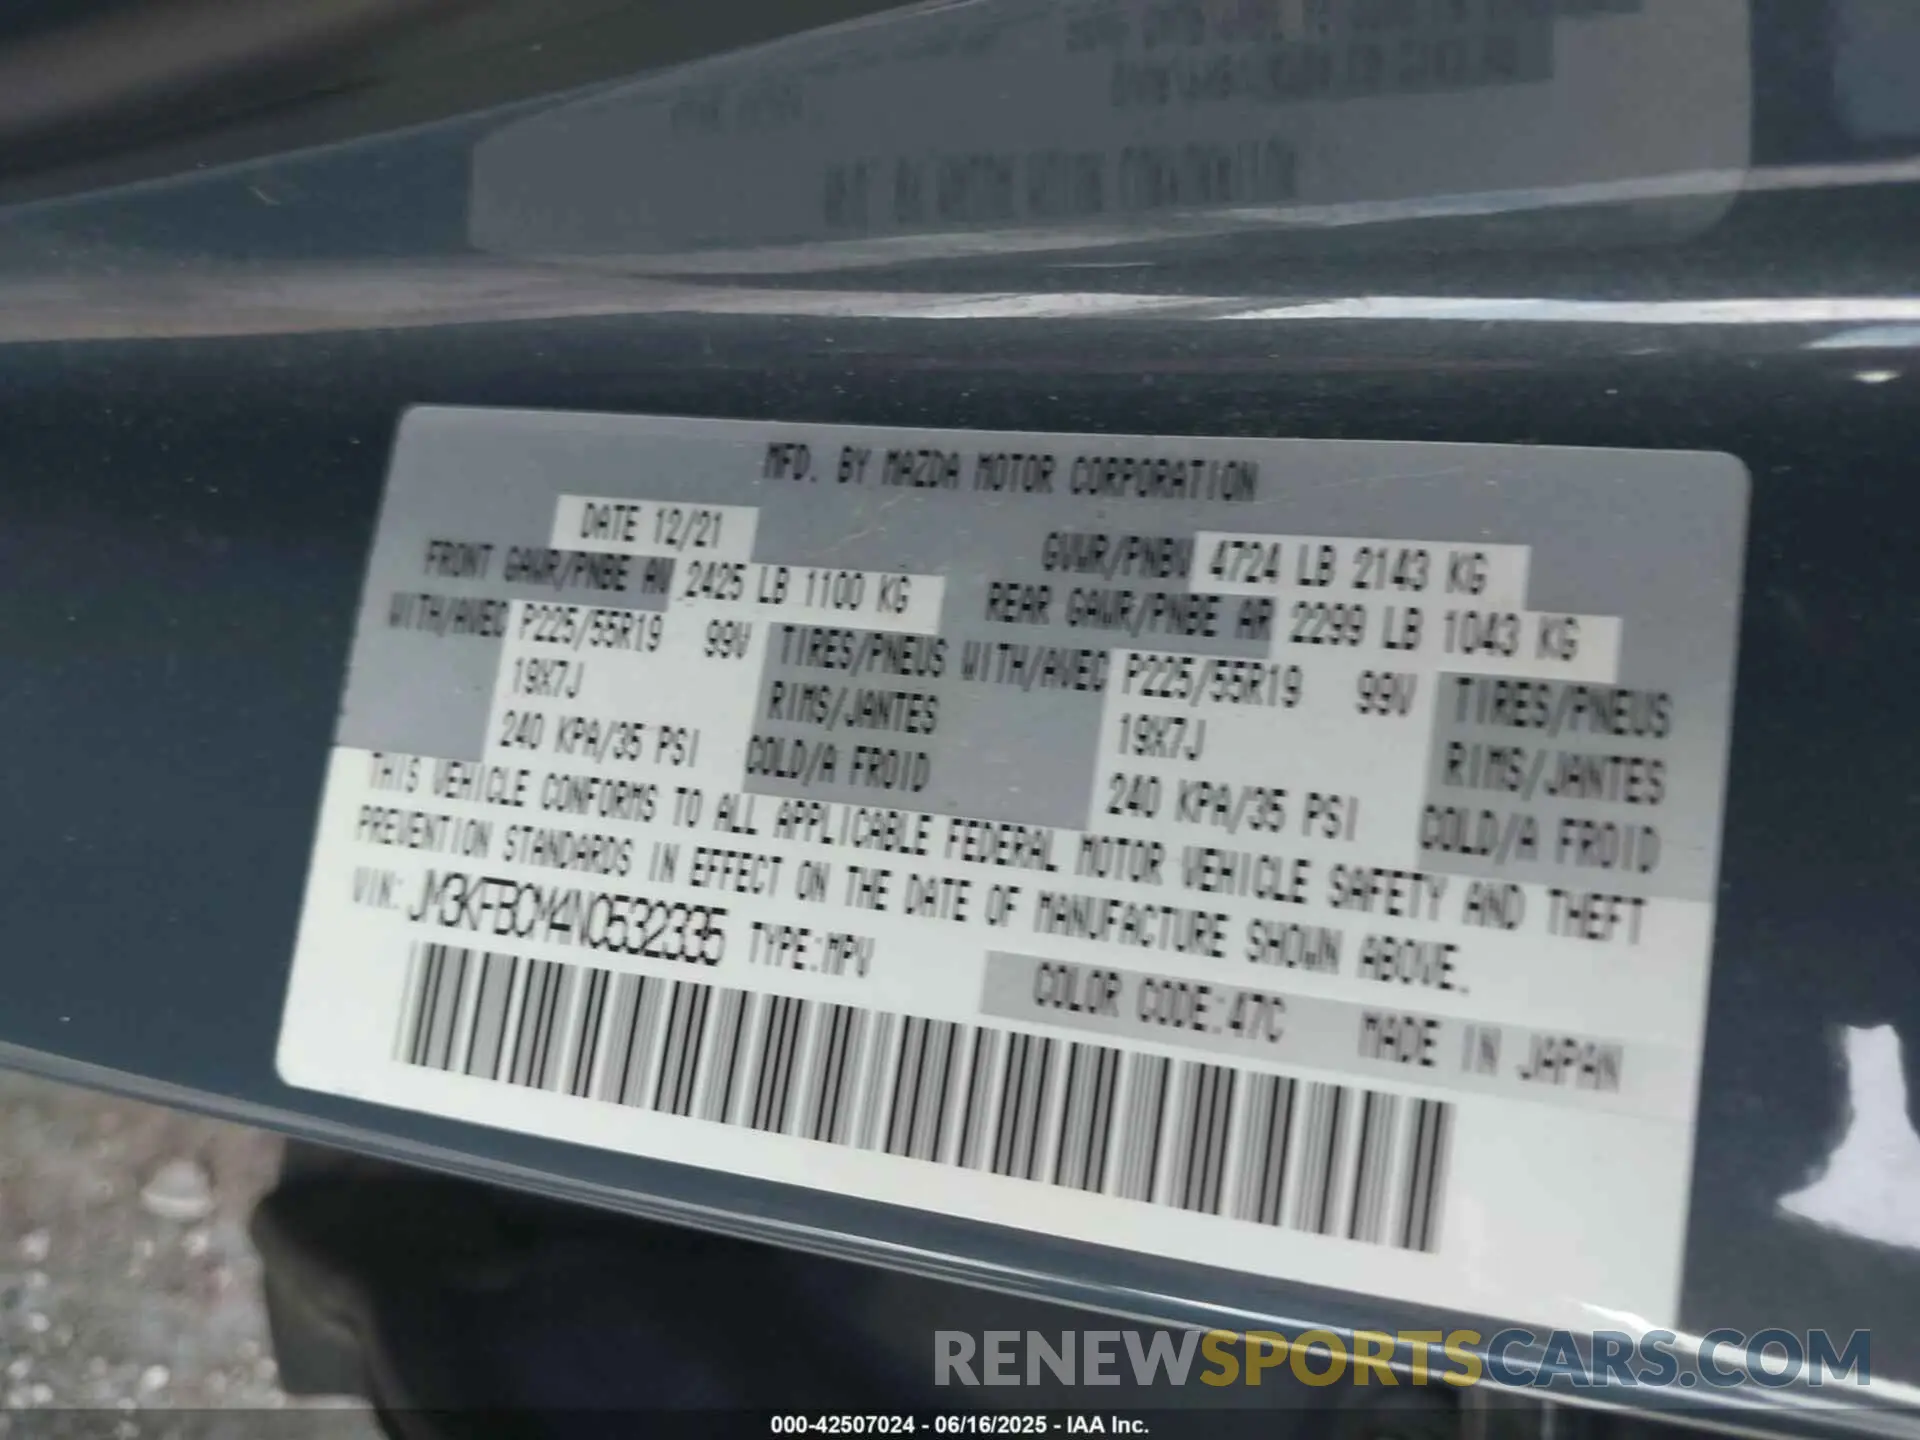 MFD. BY MAZDA MOTOR CORPORATION
DATE 12/21 GVWR/PNBV 4724 LB 2143 KG
FRONT GAWR/PNBE AV 2425 LB 1100 KG REAR GAWR/PNBE AR 2299 LB 1043 KG
WITH/AVEC P225/55R19 99V TIRES/PNEUS WITH/AVEC P225/55R19 99V TIRES/PNEUS
19X7J RIMS/JANTES 19X7J RIMS/JANTES
240 KPA/35 PSI COLD/A FROID 240 KPA/35 PSI COLD/A FROID
THIS VEHICLE CONFORMS TO ALL APPLICABLE FEDERAL MOTOR VEHICLE SAFETY AND THEFT
PREVENTION STANDARDS IN EFFECT ON THE DATE OF MANUFACTURE SHOWN ABOVE.
VIN: JM3KFBCM4N0532335 TYPE:MPV
COLOR CODE:47C MADE IN JAPAN
RENEWSPORTSCARS.COM
000-42507024 - 06/16/2025 - IAA Inc.